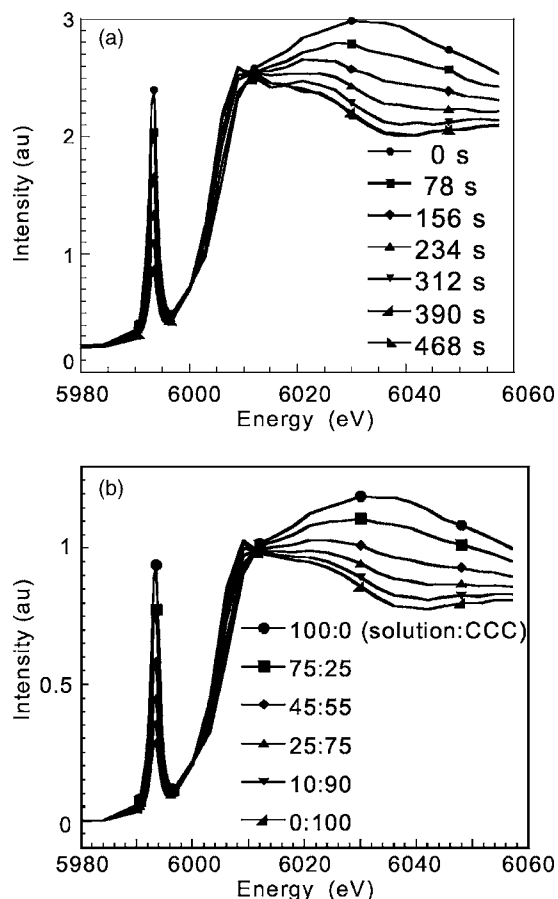 (a)
3
2
1
0
Intensity (au)
0 s
78 s
156 s
234 s
312 s
390 s
468 s
5980
6000
6020
6040
6060
Energy (eV)
(b)
1
0.5
0
Intensity (au)
100:0 (solution:CCC)
75:25
45:55
25:75
10:90
0:100
5980
6000
6020
6040
6060
Energy (eV)